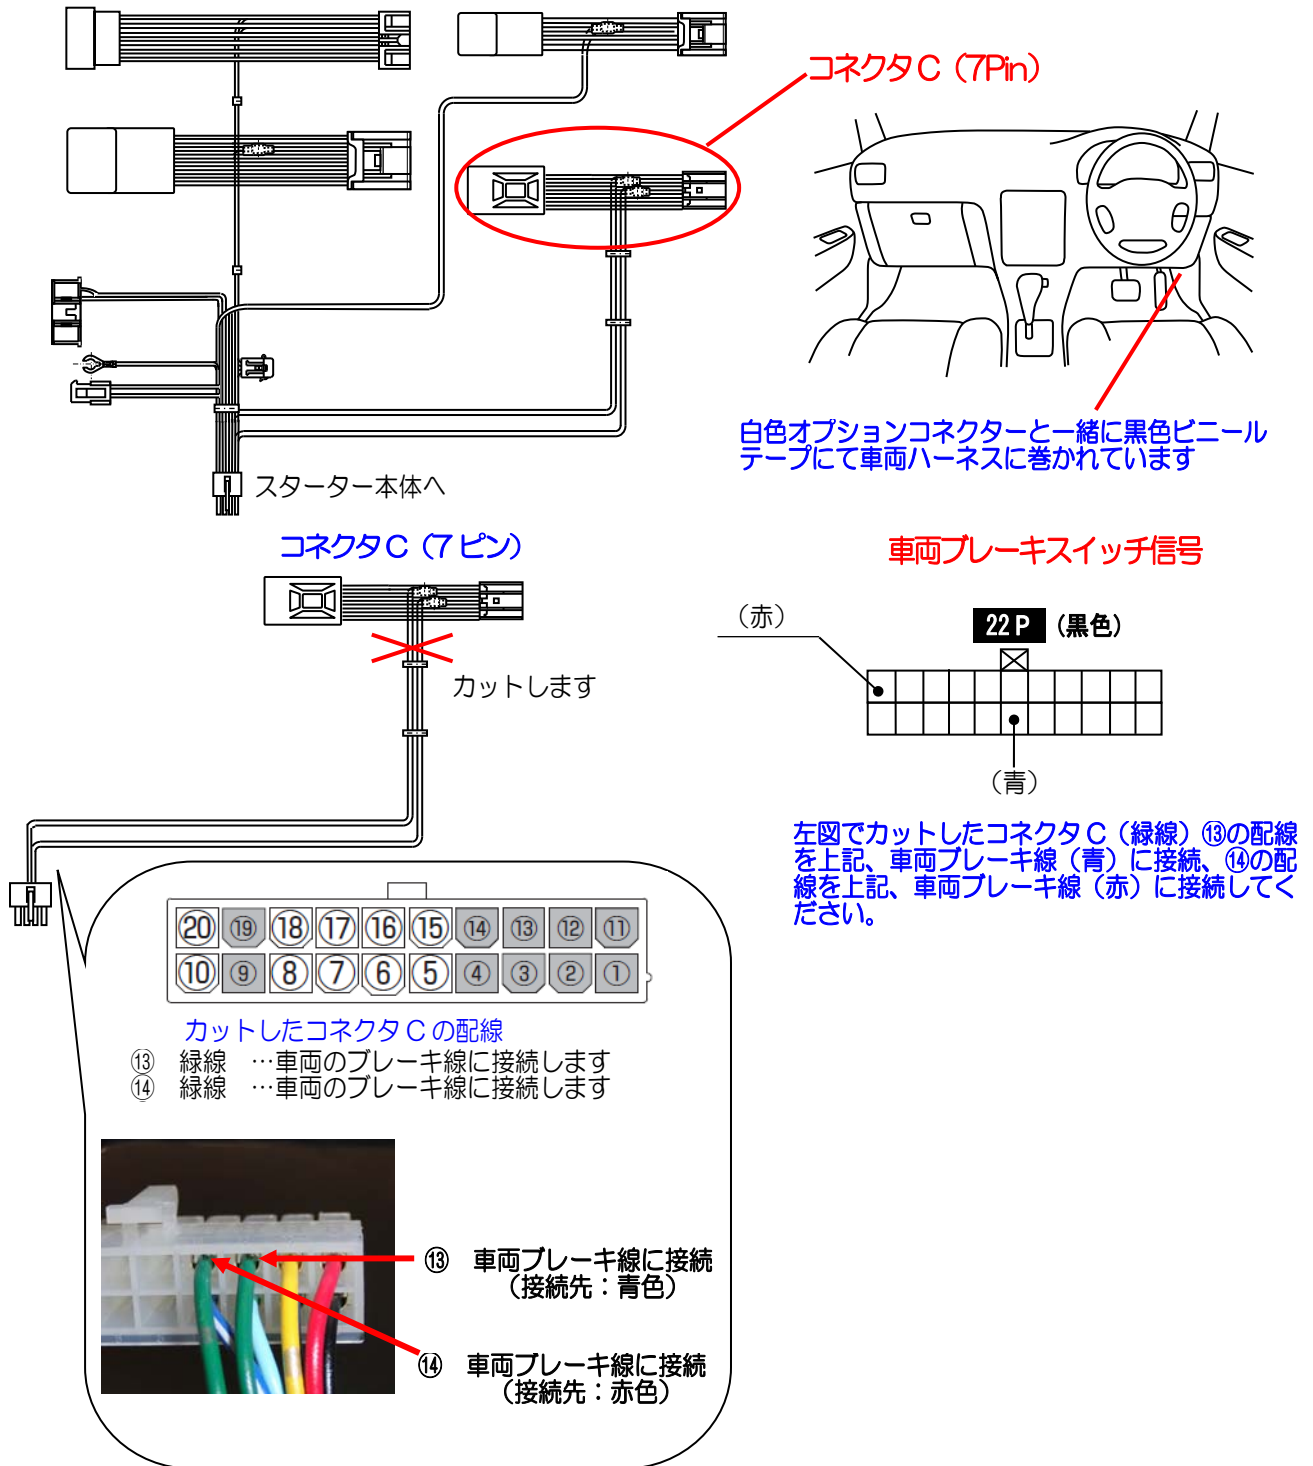 コネクタC（7Pin）
白色オプションコネクターと一緒に黒色ビニール
テープにて車両ハーネスに巻かれています
スターター本体へ
コネクタC（7ピン）
カットします
車両ブレーキスイッチ信号
（赤）
22P （黒色）
（青）
左図でカットしたコネクタC（緑線）⑬の配線
を上記、車両ブレーキ線（青）に接続、⑭の配
線を上記、車両ブレーキ線（赤）に接続してく
ださい。
⑳ ⑲ ⑱ ⑰ ⑯ ⑮ ⑭ ⑬ ⑫ ⑪
⑩ ⑨ ⑧ ⑦ ⑥ ⑤ ④ ③ ② ①
カットしたコネクタCの配線
⑬ 緑線 …車両のブレーキ線に接続します
⑭ 緑線 …車両のブレーキ線に接続します
⑬ 車両ブレーキ線に接続
（接続先：青色）
⑭ 車両ブレーキ線に接続
（接続先：赤色）